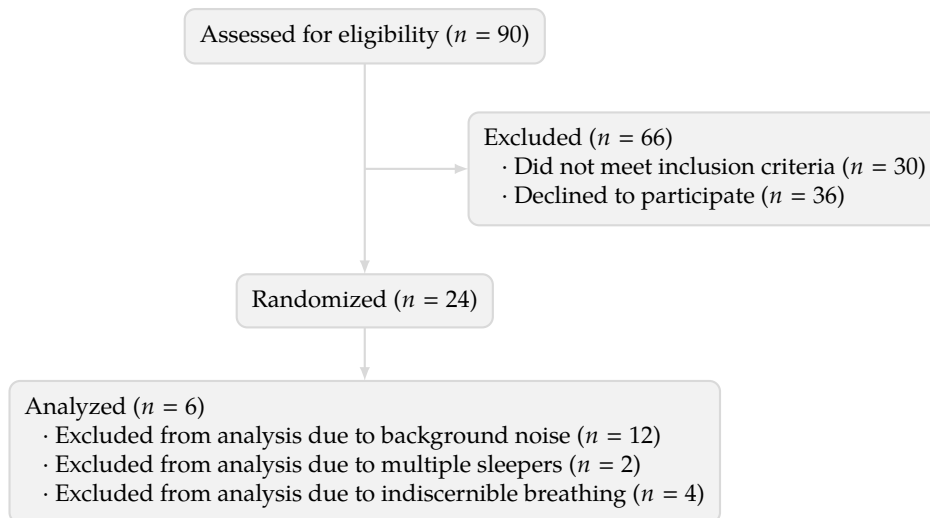 Assessed for eligibility (n = 90)
Excluded (n = 66)
· Did not meet inclusion criteria (n = 30)
· Declined to participate (n = 36)
Randomized (n = 24)
Analyzed (n = 6)
· Excluded from analysis due to background noise (n = 12)
· Excluded from analysis due to multiple sleepers (n = 2)
· Excluded from analysis due to indiscernible breathing (n = 4)